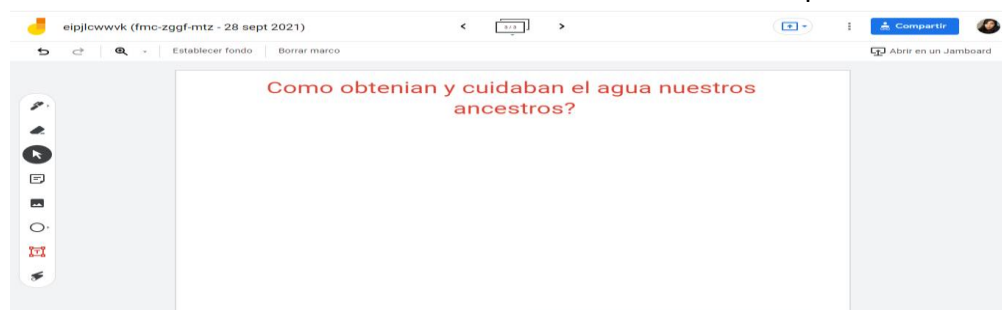 eipjlcwwvk (fmc-zggf-mtz - 28 sept 2021)
Compartir
Establecer fondo
Borrar marco
Abrir en un Jamboard
Como obtenian y cuidaban el agua nuestros
ancestros?